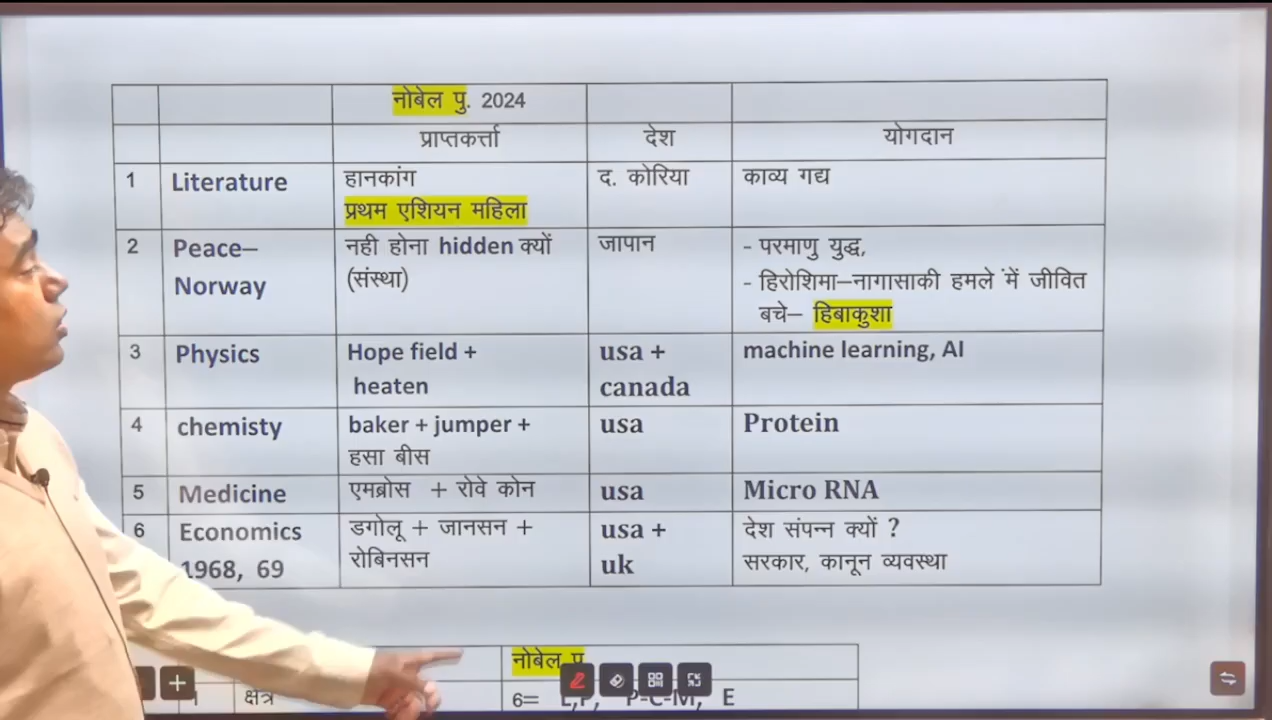 नोबेल पु. 2024
प्राप्तकर्त्ता देश योगदान
1 Literature हानकांग द. कोरिया काव्य गद्य
प्रथम एशियन महिला
2 Peace– नही होना hidden क्यों जापान - परमाणु युद्ध,
Norway (संस्था) - हिरोशिमा–नागासाकी हमले में जीवित
बचे– हिबाकुशा
3 Physics Hope field + usa + machine learning, AI
heaten canada
4 chemisty baker + jumper + usa Protein
हसा बीस
5 Medicine एमब्रोस + रोवे कोन usa Micro RNA
6 Economics डगोलू + जानसन + usa + देश संपन्न क्यों ?
1968, 69 रोबिनसन uk सरकार, कानून व्यवस्था
नोबेल पु
1 क्षेत्र 6= L,P, P-C-M, E